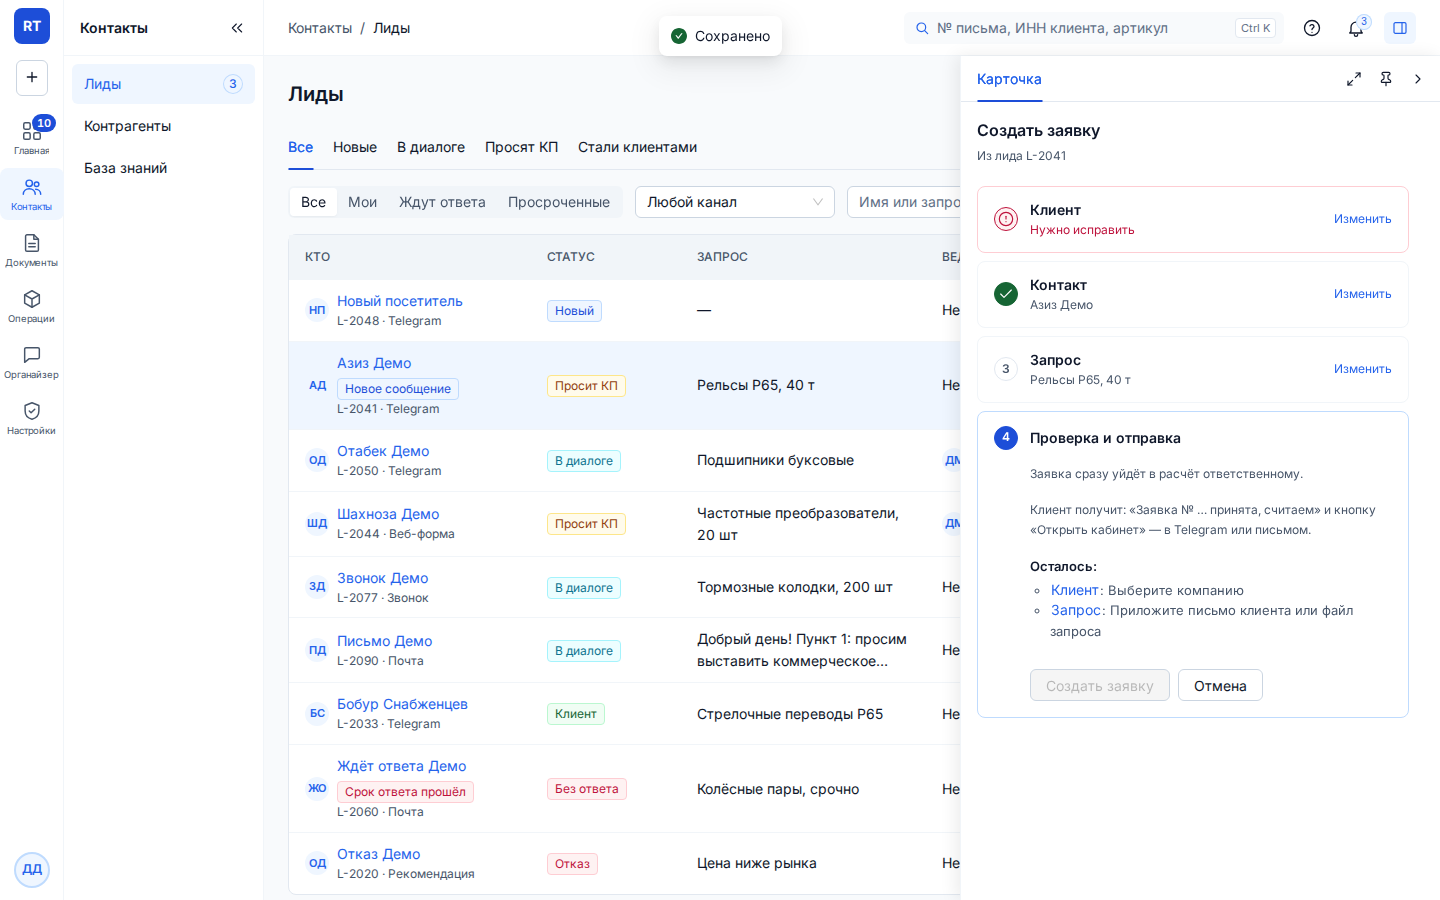 RT
Контакты
Контакты / Лиды
Сохранено
№ письма, ИНН клиента, артикул
Ctrl K
3
10
Главная
Контакты
Документы
Операции
Органайзер
Настройки
ДД
Лиды
3
Контрагенты
База знаний
Лиды
Все
Новые
В диалоге
Просят КП
Стали клиентами
Все
Мои
Ждут ответа
Просроченные
Любой канал
Имя или запро
КТО
СТАТУС
ЗАПРОС
ВЕД
НП
Новый посетитель
L-2048 · Telegram
Новый
—
Не
АД
Азиз Демо
Новое сообщение
L-2041 · Telegram
Просит КП
Рельсы Р65, 40 т
Не
ОД
Отабек Демо
L-2050 · Telegram
В диалоге
Подшипники буксовые
ДМ
ШД
Шахноза Демо
L-2044 · Веб-форма
Просит КП
Частотные преобразователи,
20 шт
ДМ
ЗД
Звонок Демо
L-2077 · Звонок
В диалоге
Тормозные колодки, 200 шт
Не
ПД
Письмо Демо
L-2090 · Почта
В диалоге
Добрый день! Пункт 1: просим
выставить коммерческое...
Не
БС
Бобур Снабженцев
L-2033 · Telegram
Клиент
Стрелочные переводы Р65
Не
ЖО
Ждёт ответа Демо
Срок ответа прошёл
L-2060 · Почта
Без ответа
Колёсные пары, срочно
Не
ОД
Отказ Демо
L-2020 · Рекомендация
Отказ
Цена ниже рынка
Не
Карточка
Создать заявку
Из лида L-2041
Клиент
Нужно исправить
Изменить
Контакт
Азиз Демо
Изменить
3
Запрос
Рельсы Р65, 40 т
Изменить
4
Проверка и отправка
Заявка сразу уйдёт в расчёт ответственному.
Клиент получит: «Заявка № … принята, считаем» и кнопку
«Открыть кабинет» — в Telegram или письмом.
Осталось:
Клиент: Выберите компанию
Запрос: Приложите письмо клиента или файл
запроса
Создать заявку
Отмена